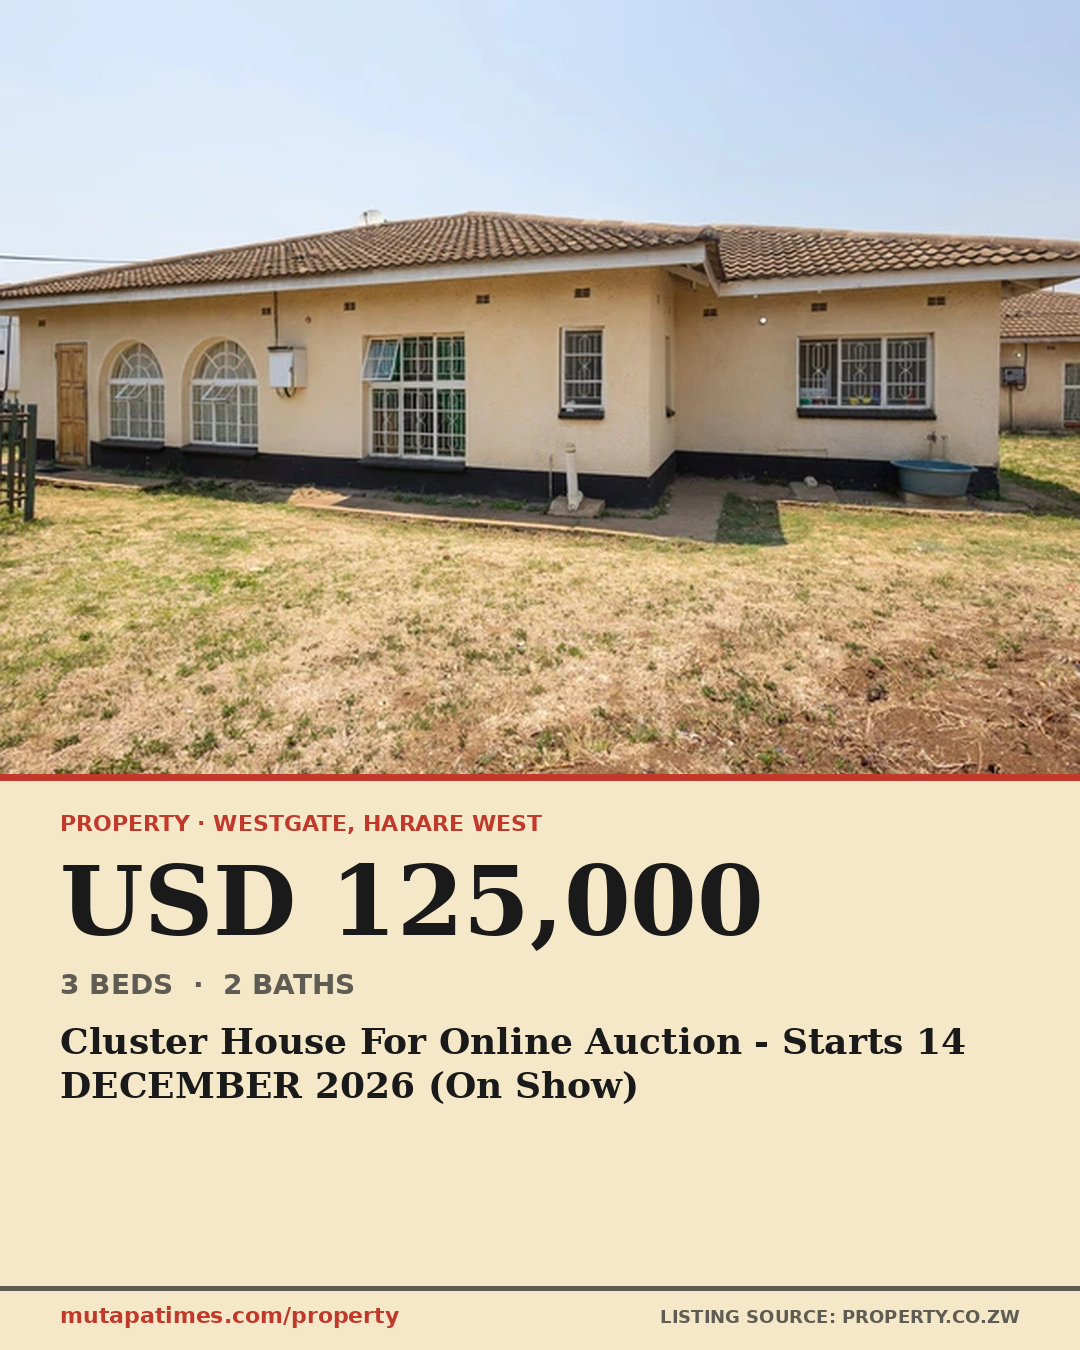 PROPERTY · WESTGATE, HARARE WEST
USD 125,000
3 BEDS · 2 BATHS
Cluster House For Online Auction - Starts 14
DECEMBER 2026 (On Show)
mutapatimes.com/property
LISTING SOURCE: PROPERTY.CO.ZW